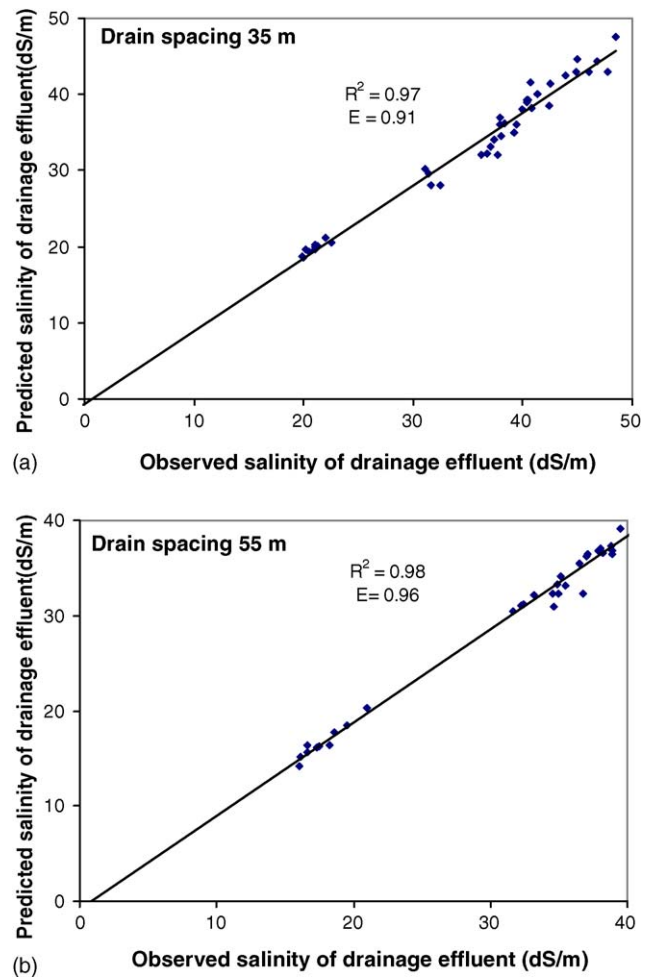 Drain spacing 35 m
R² = 0.97
E = 0.91
Predicted salinity of drainage effluent(dS/m)
50
40
30
20
10
0
0 10 20 30 40 50
(a) Observed salinity of drainage effluent (dS/m)
Drain spacing 55 m
R² = 0.98
E= 0.96
Predicted salinity of drainage effluent(dS/m)
40
30
20
10
0
0 10 20 30 40
(b) Observed salinity of drainage effluent (dS/m)